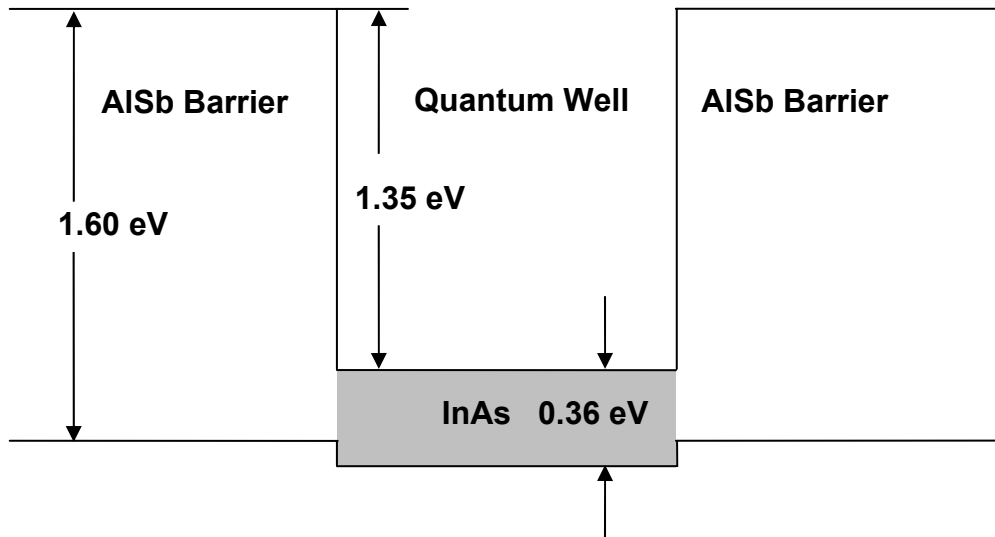 AlSb Barrier
Quantum Well
AlSb Barrier
1.35 eV
1.60 eV
InAs 0.36 eV